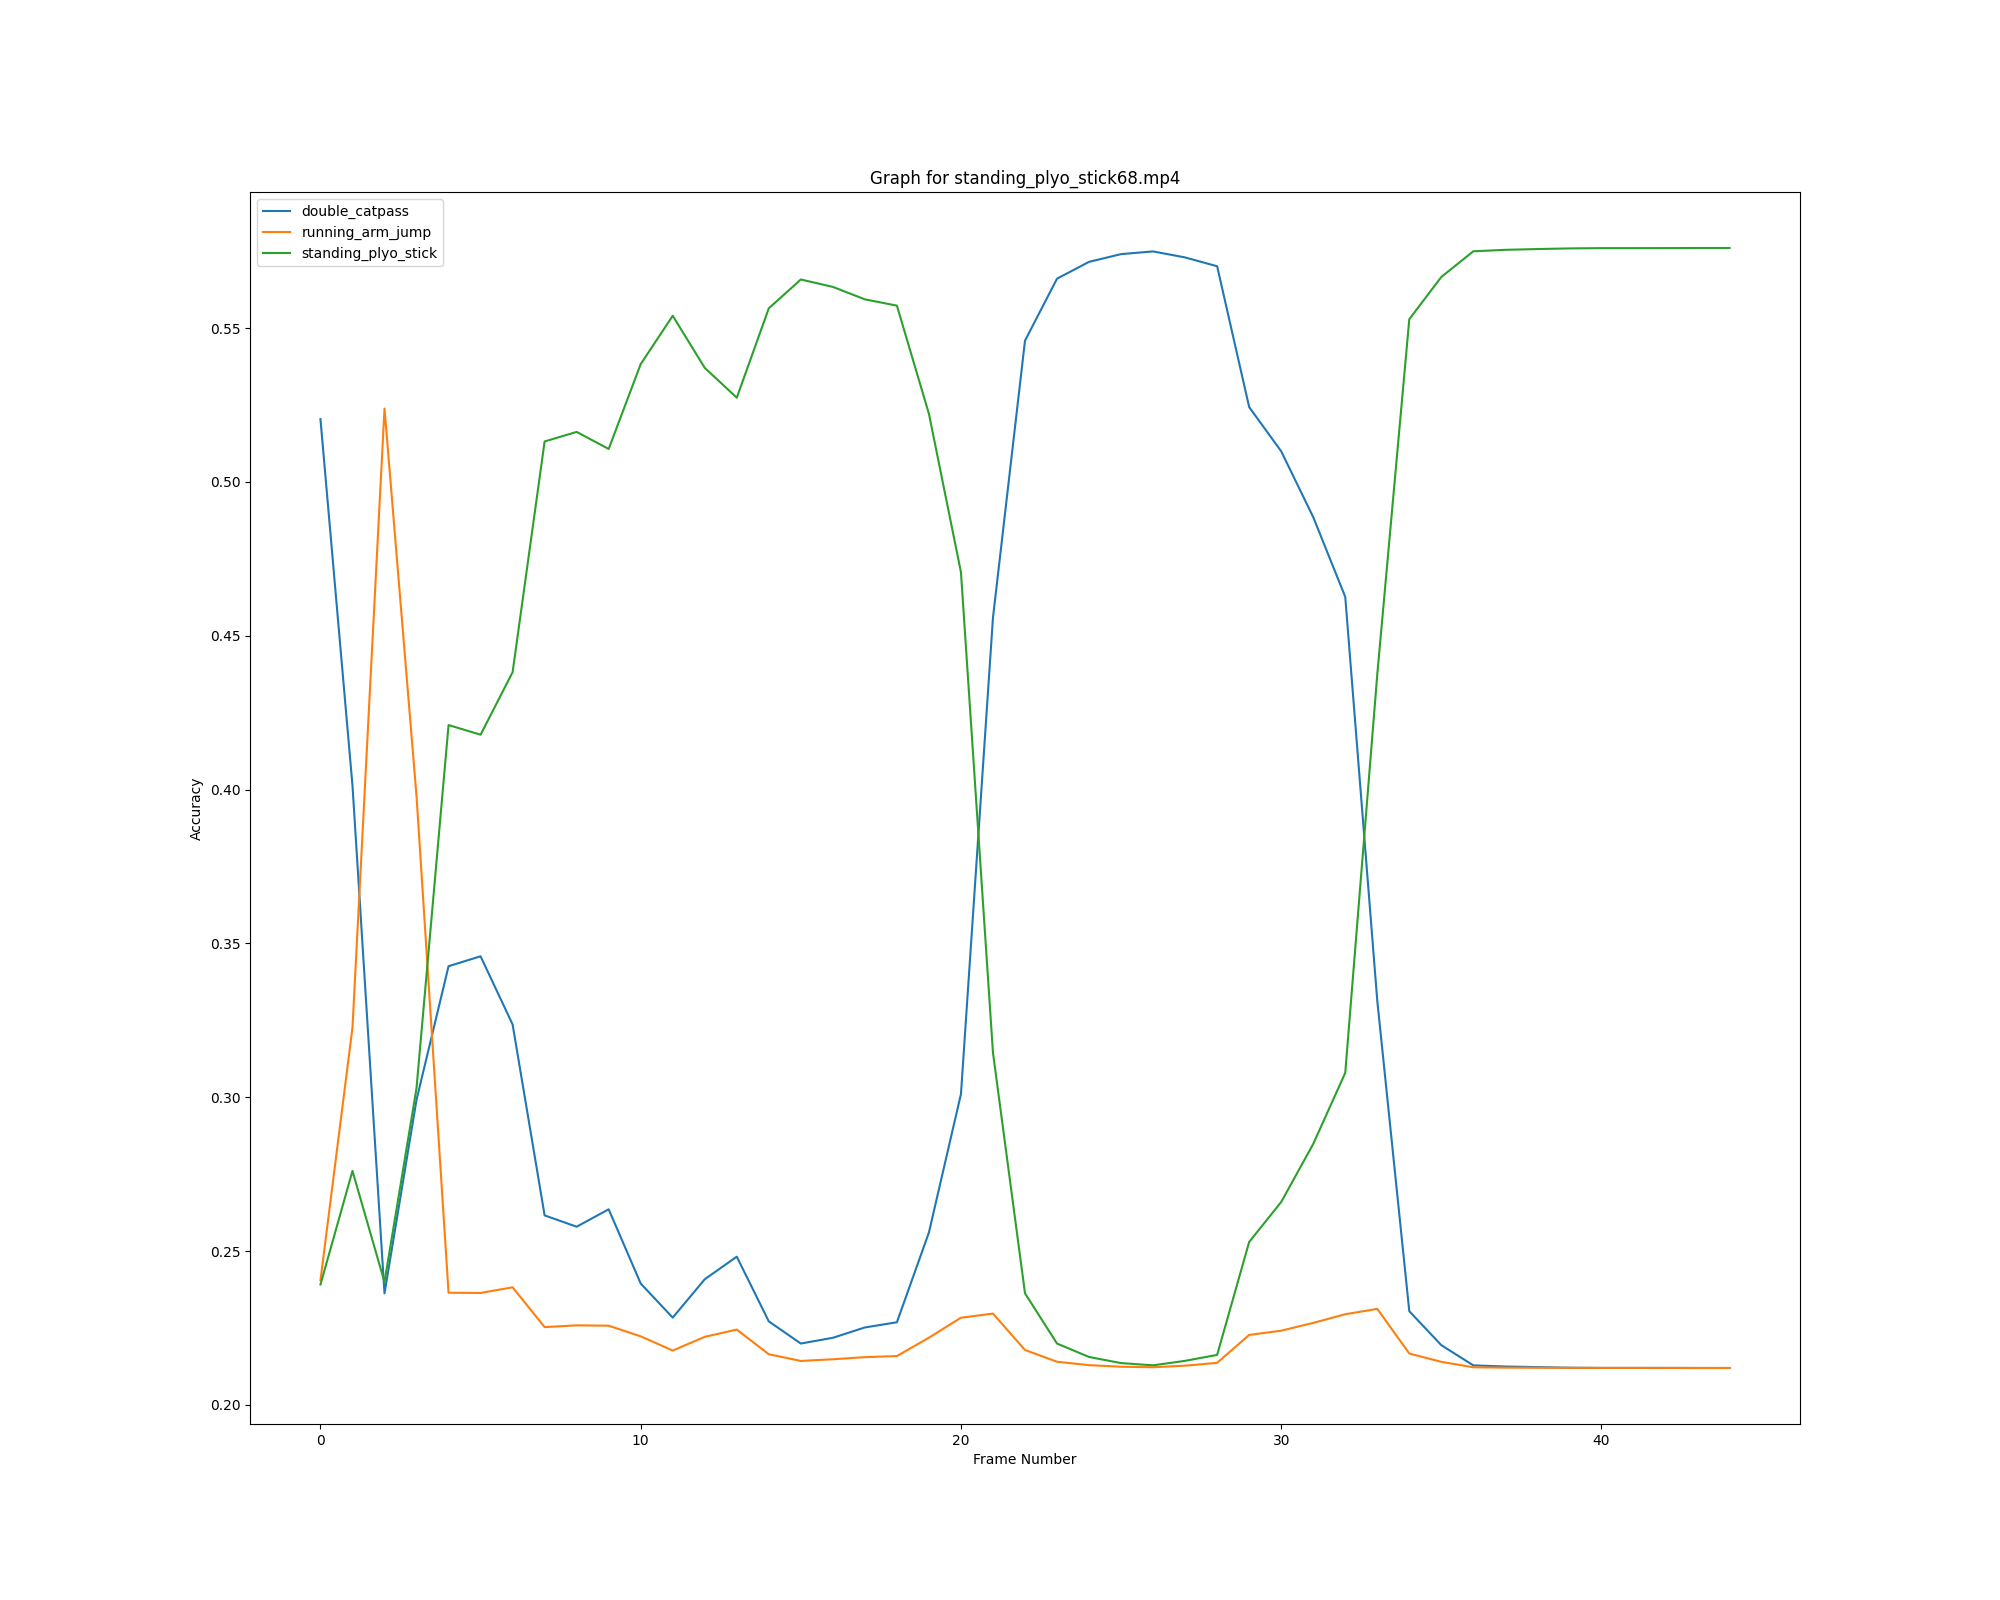 Graph for standing_plyo_stick68.mp4
double_catpass
running_arm_jump
standing_plyo_stick
Accuracy
0.55
0.50
0.45
0.40
0.35
0.30
0.25
0.20
0 10 20 30 40
Frame Number